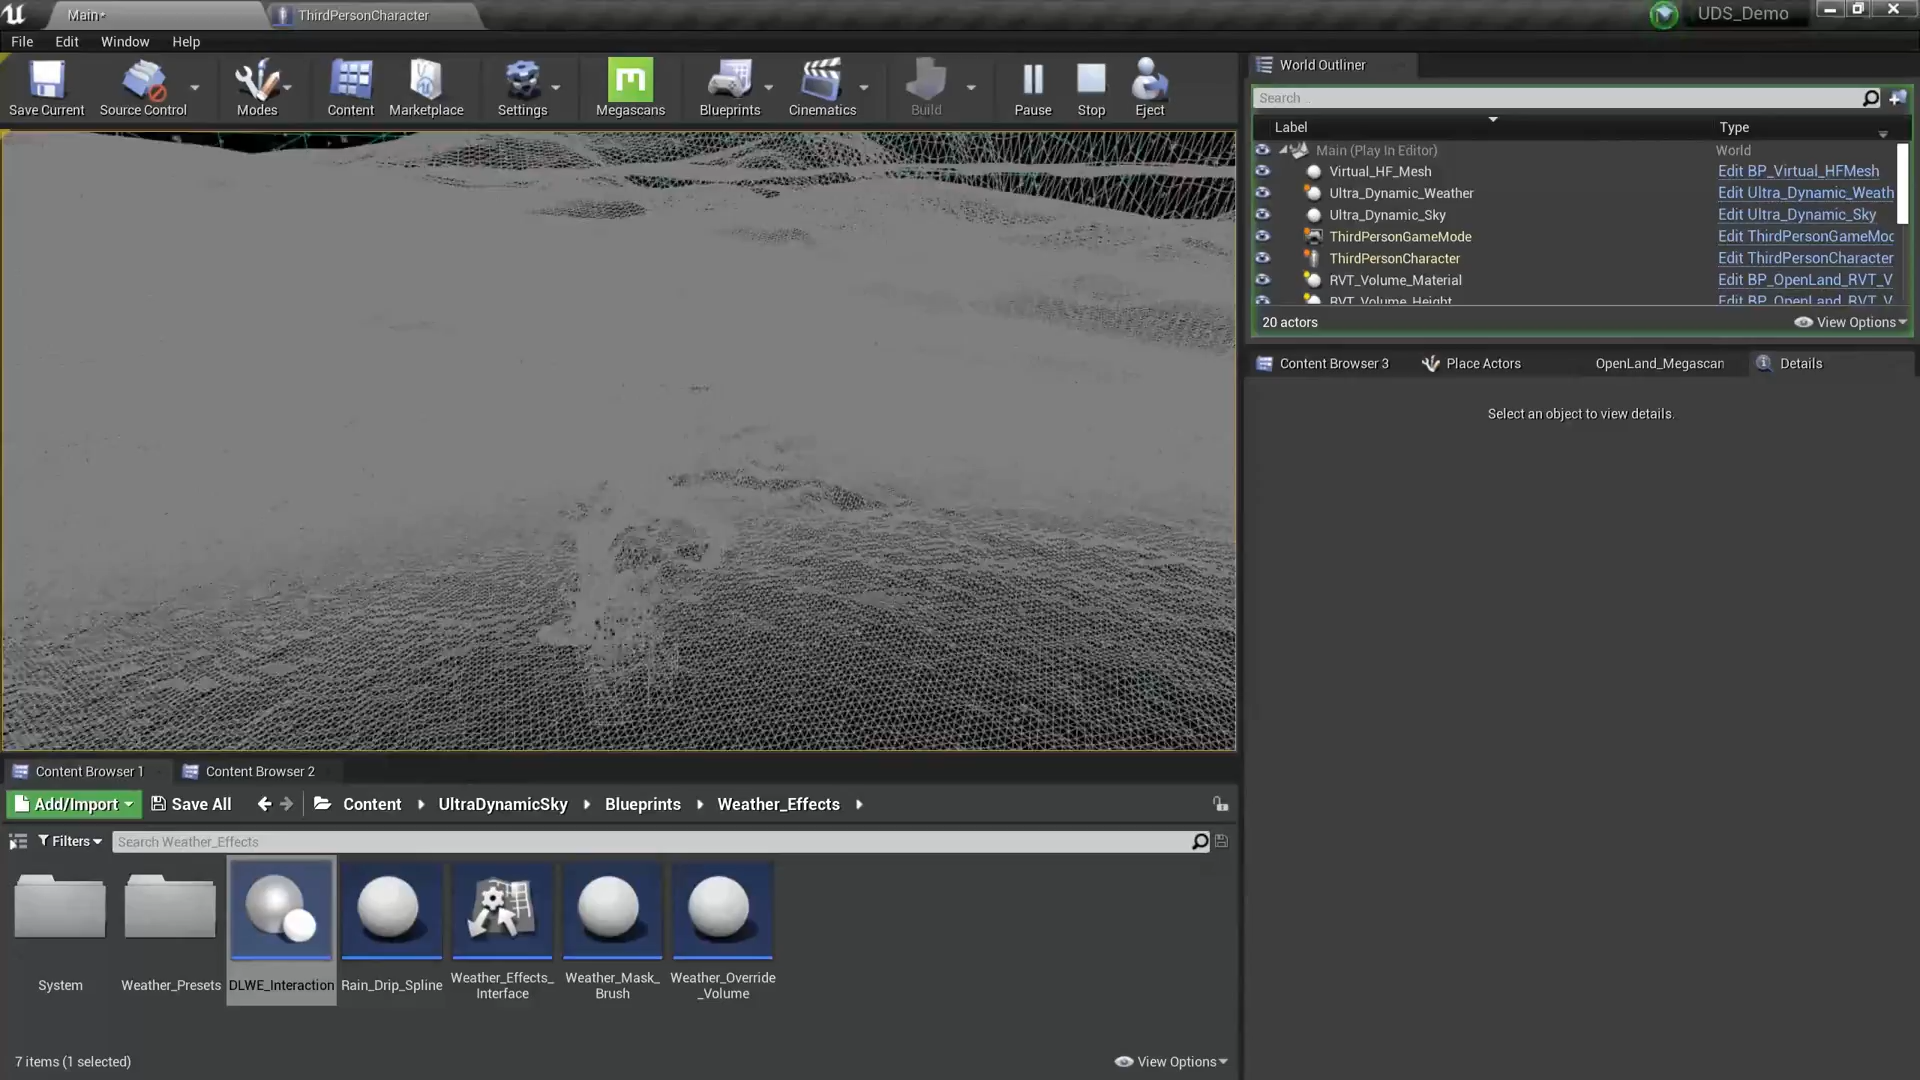 Main*
ThirdPersonCharacter
UDS_Demo
File Edit Window Help
Save Current Source Control Modes Content Marketplace Settings Megascans Blueprints Cinematics Build Pause Stop Eject
World Outliner
Search...
Label Type
Main (Play In Editor) World
Virtual_HF_Mesh Edit BP_Virtual_HFMesh
Ultra_Dynamic_Weather Edit Ultra_Dynamic_Weath
Ultra_Dynamic_Sky Edit Ultra_Dynamic_Sky
ThirdPersonGameMode Edit ThirdPersonGameMod
ThirdPersonCharacter Edit ThirdPersonCharacter
RVT_Volume_Material Edit BP_OpenLand_RVT_V
RVT_Volume_Height Edit BP_OpenLand_RVT_V
20 actors View Options
Content Browser 3 Place Actors OpenLand_Megascan Details
Select an object to view details.
Content Browser 1 Content Browser 2
Add/Import Save All Content UltraDynamicSky Blueprints Weather_Effects
Filters Search Weather_Effects
System Weather_Presets DLWE_Interaction Rain_Drip_Spline Weather_Effects_ Weather_Mask_ Weather_Override
Interface Brush _Volume
7 items (1 selected) View Options